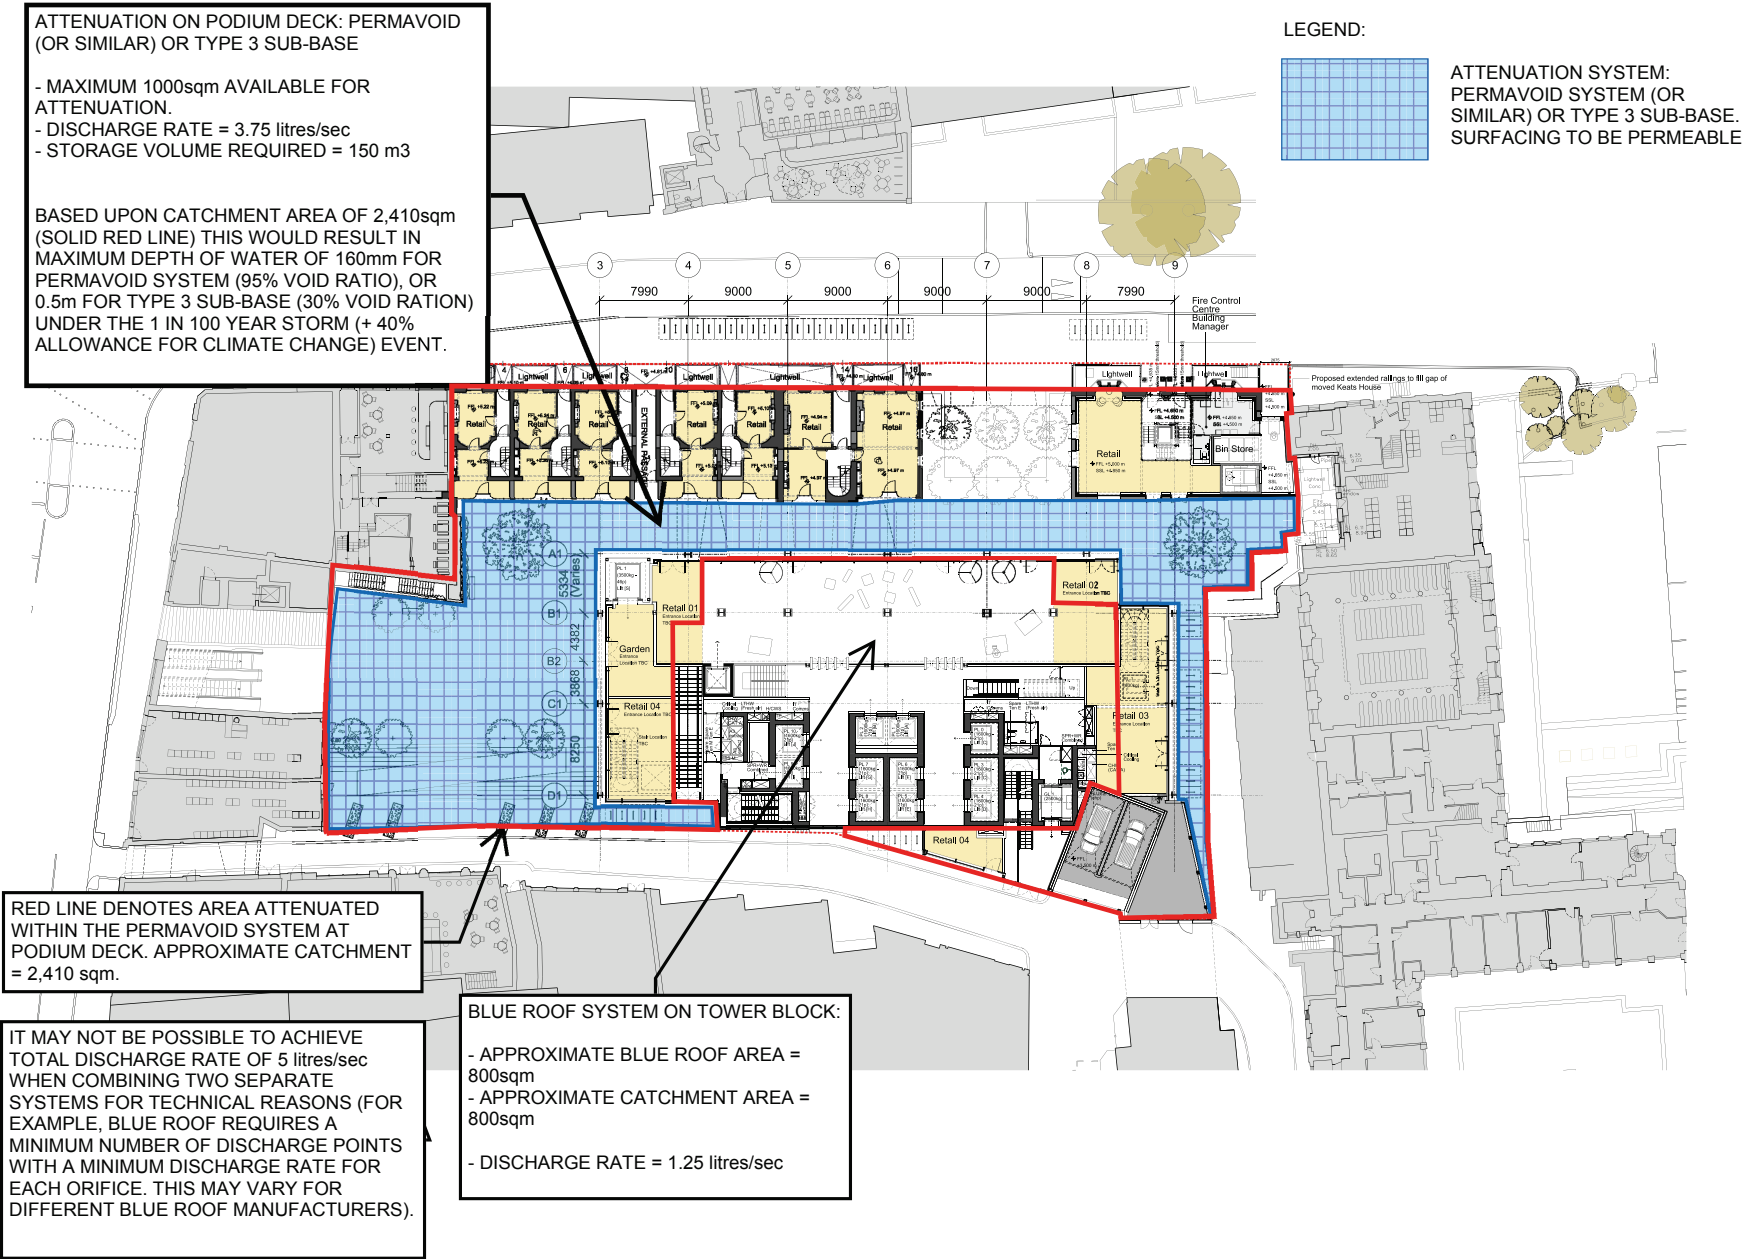 ATTENUATION ON PODIUM DECK: PERMAVOID
(OR SIMILAR) OR TYPE 3 SUB-BASE
- MAXIMUM 1000sqm AVAILABLE FOR
ATTENUATION.
- DISCHARGE RATE = 3.75 litres/sec
- STORAGE VOLUME REQUIRED = 150 m3
BASED UPON CATCHMENT AREA OF 2,410sqm
(SOLID RED LINE) THIS WOULD RESULT IN
MAXIMUM DEPTH OF WATER OF 160mm FOR
PERMAVOID SYSTEM (95% VOID RATIO), OR
0.5m FOR TYPE 3 SUB-BASE (30% VOID RATION)
UNDER THE 1 IN 100 YEAR STORM (+ 40%
ALLOWANCE FOR CLIMATE CHANGE) EVENT.
LEGEND:
ATTENUATION SYSTEM:
PERMAVOID SYSTEM (OR
SIMILAR) OR TYPE 3 SUB-BASE.
SURFACING TO BE PERMEABLE
3 4 5 6 7 8 9
7990 9000 9000 9000 9000 7990
Fire Control
Centre
Building
Manager
Proposed extended railings to fill gap of
moved Keats House
Lightwell Lightwell Lightwell Lightwell Lightwell Lightwell
Retail Retail Retail Retail Retail Retail Retail
EXTERNAL
Retail
Bin Store
A1
5334
(Varies)
B1
4382
B2
3868
C1
8250
D1
Retail 01
Retail 02
Entrance Location TBC
Garden
Entrance
Location TBC
Retail 04
Entrance Location TBC
Retail 03
Retail 04
RED LINE DENOTES AREA ATTENUATED
WITHIN THE PERMAVOID SYSTEM AT
PODIUM DECK. APPROXIMATE CATCHMENT
= 2,410 sqm.
IT MAY NOT BE POSSIBLE TO ACHIEVE
TOTAL DISCHARGE RATE OF 5 litres/sec
WHEN COMBINING TWO SEPARATE
SYSTEMS FOR TECHNICAL REASONS (FOR
EXAMPLE, BLUE ROOF REQUIRES A
MINIMUM NUMBER OF DISCHARGE POINTS
WITH A MINIMUM DISCHARGE RATE FOR
EACH ORIFICE. THIS MAY VARY FOR
DIFFERENT BLUE ROOF MANUFACTURERS).
BLUE ROOF SYSTEM ON TOWER BLOCK:
- APPROXIMATE BLUE ROOF AREA =
800sqm
- APPROXIMATE CATCHMENT AREA =
800sqm
- DISCHARGE RATE = 1.25 litres/sec